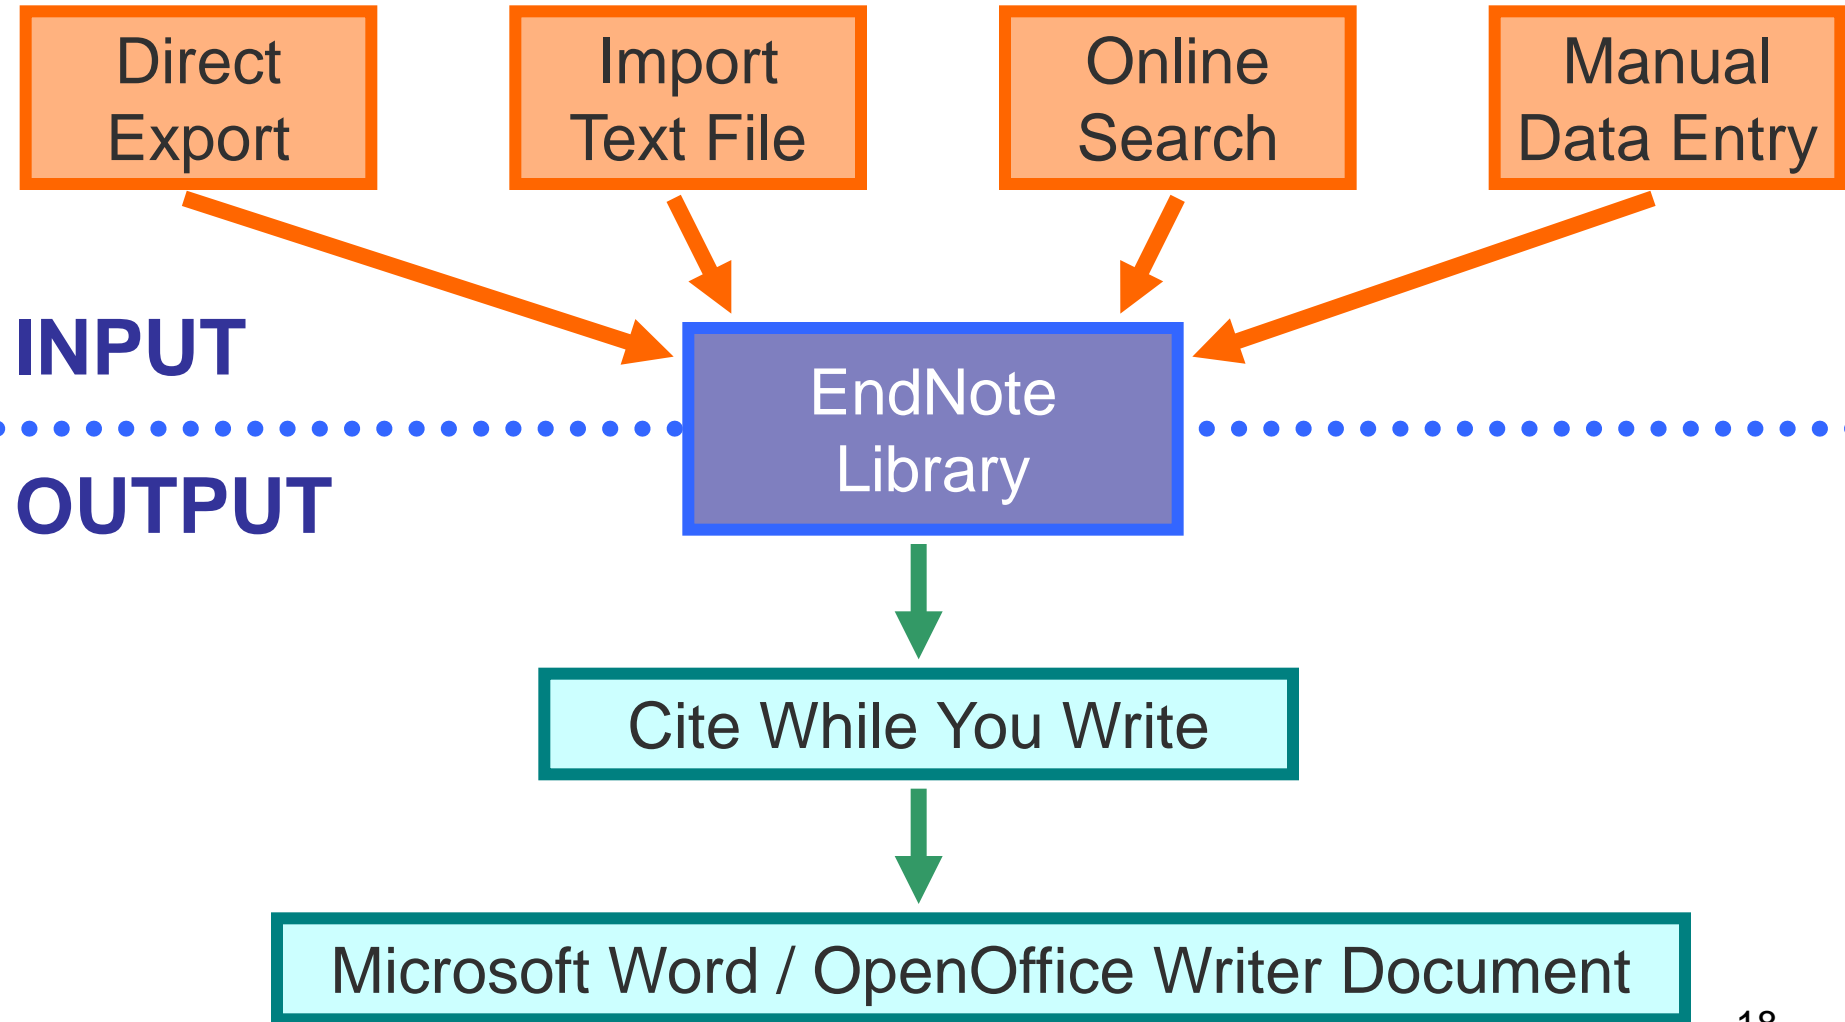 Direct
Export
Import
Text File
Online
Search
Manual
Data Entry
INPUT
EndNote
Library
OUTPUT
Cite While You Write
Microsoft Word / OpenOffice Writer Document
18